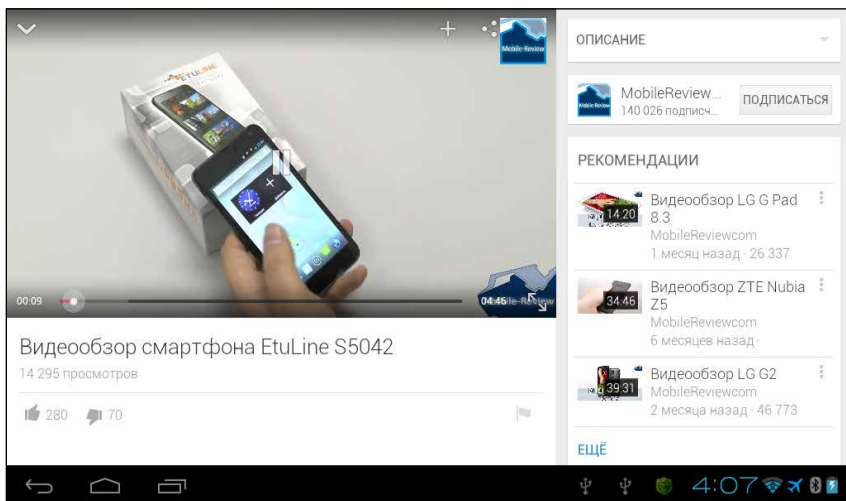 Mobile-Review
ETULINE
00:09
04:46
Видеообзор смартфона EtuLine S5042
14 295 просмотров
280
70
ОПИСАНИЕ
MobileReview...
140 026 подписч...
ПОДПИСАТЬСЯ
РЕКОМЕНДАЦИИ
14:20
Видеообзор LG G Pad
8.3
MobileReviewcom
1 месяц назад · 26 337
34:46
Видеообзор ZTE Nubia
Z5
MobileReviewcom
6 месяцев назад ·
39:31
Видеообзор LG G2
MobileReviewcom
2 месяца назад · 46 773
ЕЩЁ
4:07